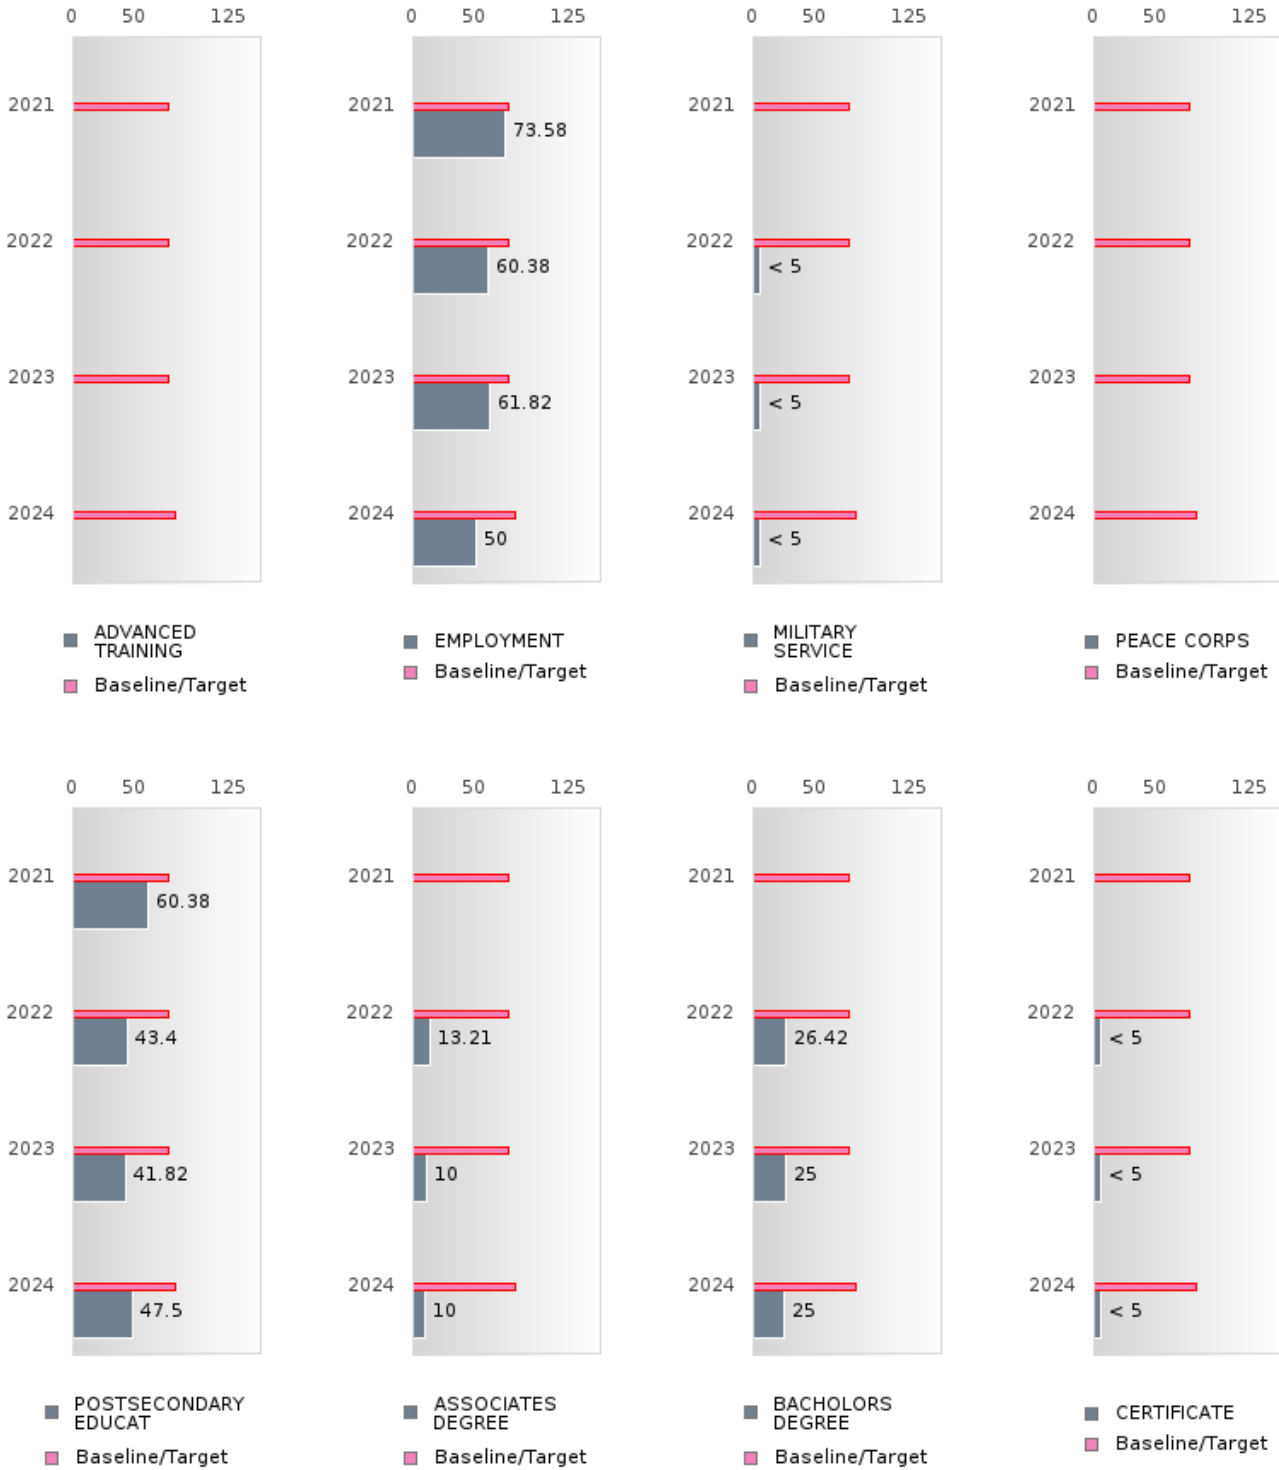 0 50 125 0 50 125 0 50 125 0 50 125
2021 2021 73.58 2021 2021
2022 2022 60.38 2022 < 5 2022
2023 2023 61.82 2023 < 5 2023
2024 2024 50 2024 < 5 2024
ADVANCED
TRAINING
Baseline/Target
EMPLOYMENT
Baseline/Target
MILITARY
SERVICE
Baseline/Target
PEACE CORPS
Baseline/Target
0 50 125 0 50 125 0 50 125 0 50 125
2021 60.38 2021 2021 2021
2022 43.4 2022 13.21 2022 26.42 2022 < 5
2023 41.82 2023 10 2023 25 2023 < 5
2024 47.5 2024 10 2024 25 2024 < 5
POSTSECONDARY
EDUCAT
Baseline/Target
ASSOCIATES
DEGREE
Baseline/Target
BACHOLORS
DEGREE
Baseline/Target
CERTIFICATE
Baseline/Target